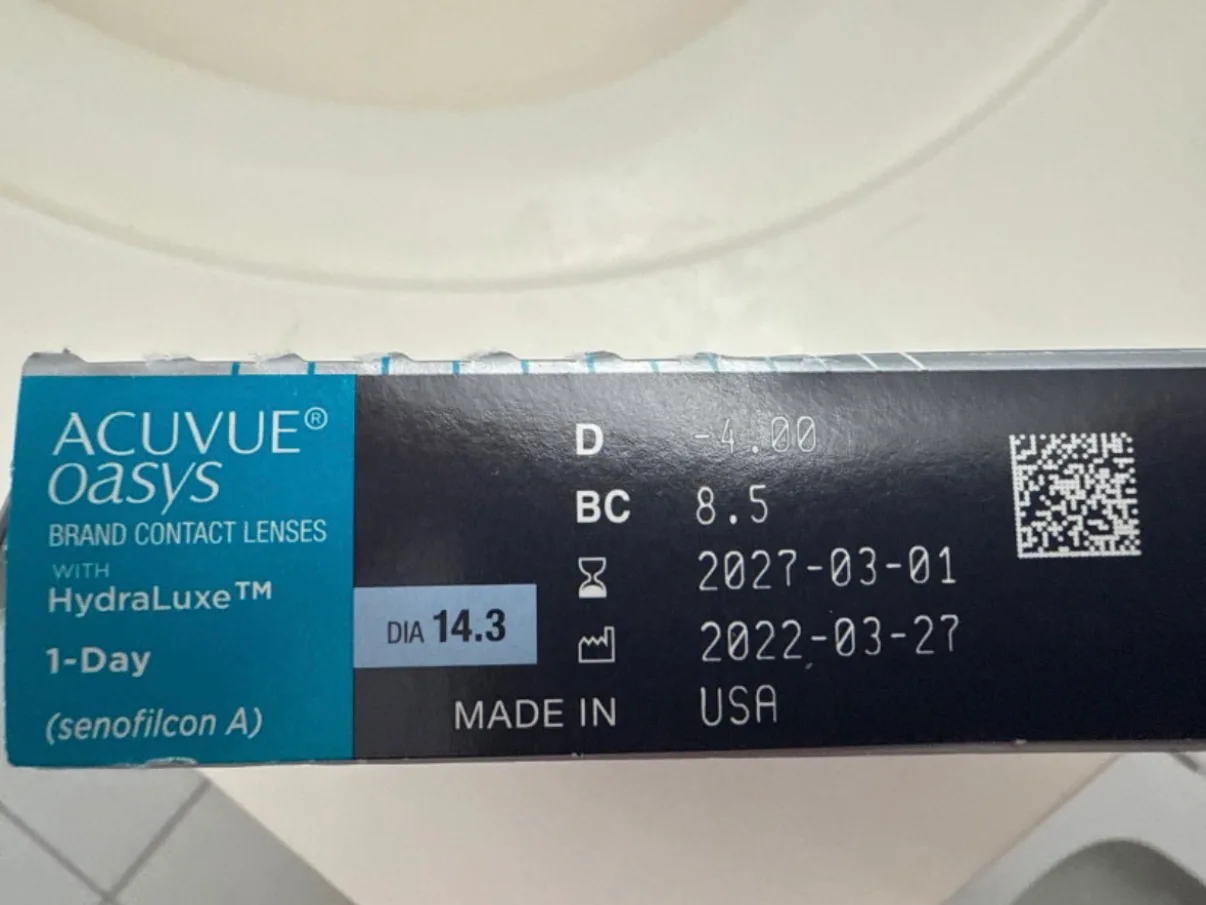 ACUVUE®
oasys
BRAND CONTACT LENSES
WITH
HydraLuxe™
1-Day
(senofilcon A)
DIA 14.3
D -4.00
BC 8.5
2027-03-01
2022-03-27
MADE IN USA